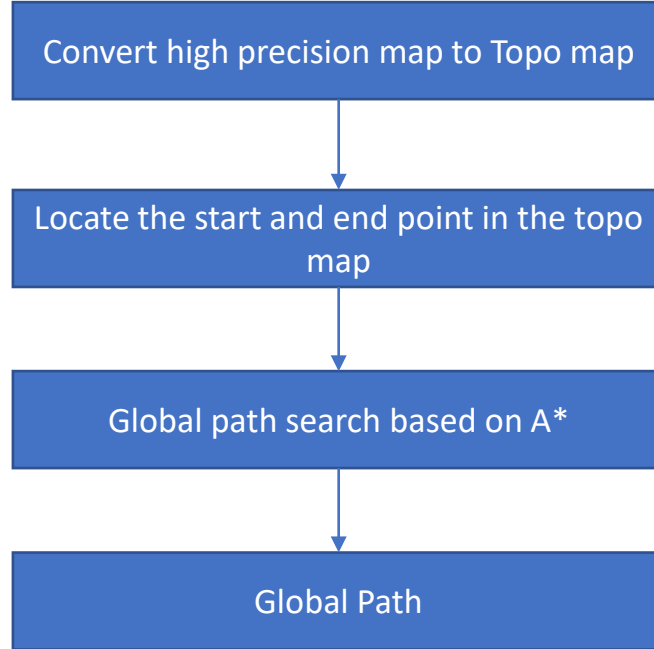 Convert high precision map to Topo map
Locate the start and end point in the topo
map
Global path search based on A*
Global Path